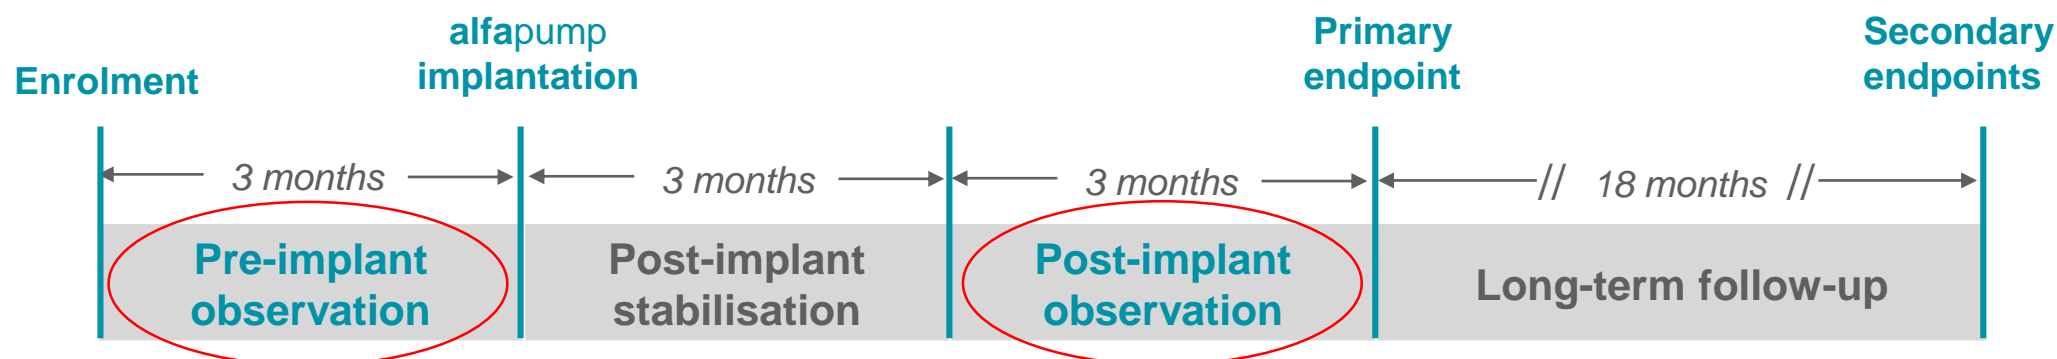 Enrolment
alfapump
implantation
Primary
endpoint
Secondary
endpoints
3 months
3 months
3 months
// 18 months //
Pre-implant
observation
Post-implant
stabilisation
Post-implant
observation
Long-term follow-up